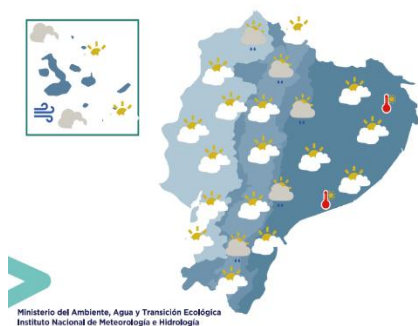 Ministerio del Ambiente, Agua y Transición Ecológica
Instituto Nacional de Meteorología e Hidrología